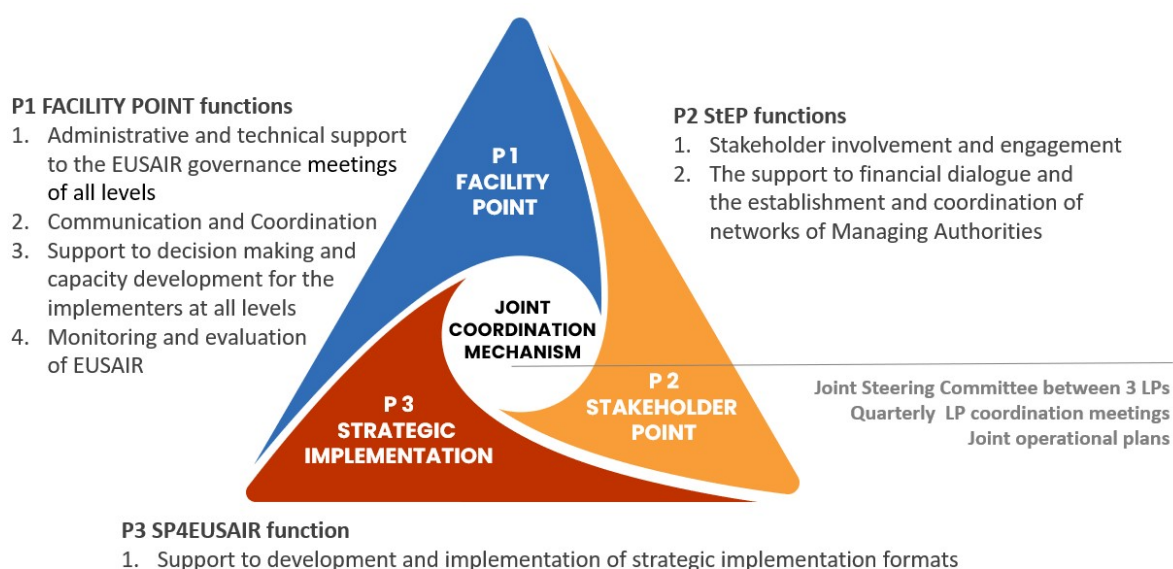 P1 FACILITY POINT functions
1. Administrative and technical support
to the EUSAIR governance meetings
of all levels
2. Communication and Coordination
3. Support to decision making and
capacity development for the
implementers at all levels
4. Monitoring and evaluation
of EUSAIR
P 1
FACILITY
POINT
P2 StEP functions
1. Stakeholder involvement and engagement
2. The support to financial dialogue and
the establishment and coordination of
networks of Managing Authorities
JOINT
COORDINATION
MECHANISM
P 2
STAKEHOLDER
POINT
Joint Steering Committee between 3 LPs
Quarterly LP coordination meetings
Joint operational plans
P 3
STRATEGIC
IMPLEMENTATION
P3 SP4EUSAIR function
1. Support to development and implementation of strategic implementation formats